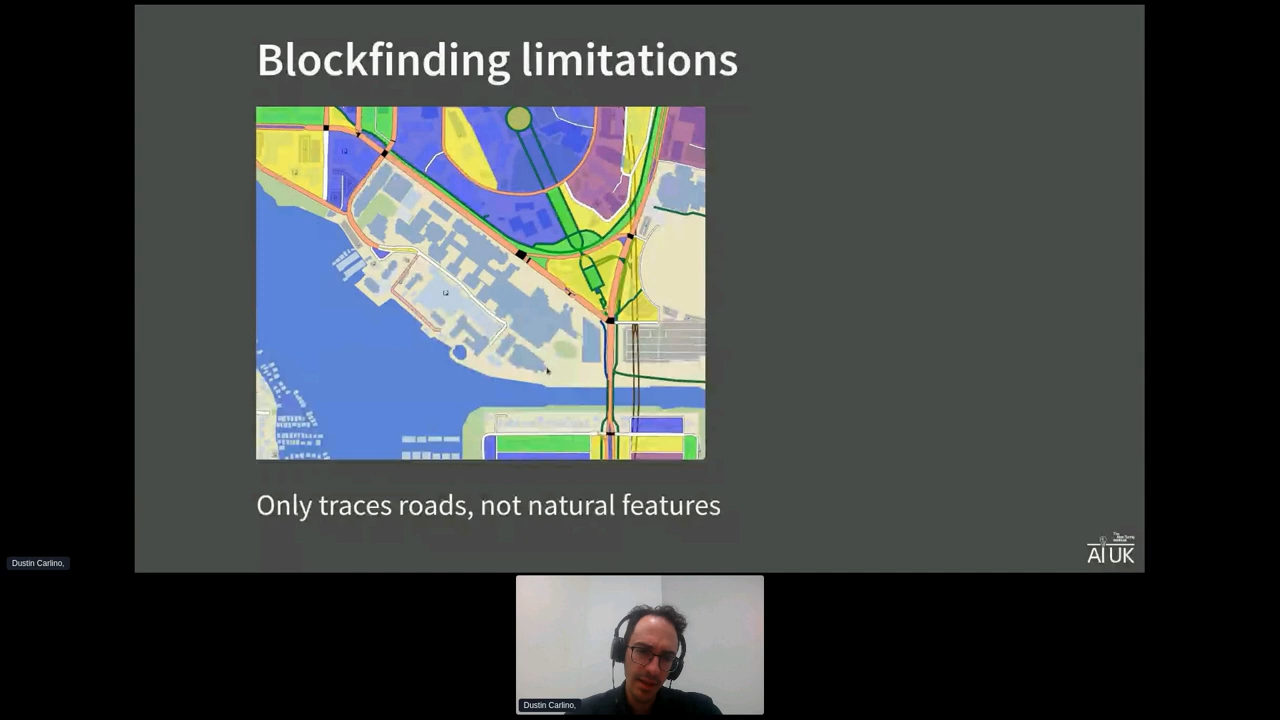 Blockfinding limitations
Only traces roads, not natural features
AI UK
Dustin Carlino,
Dustin Carlino,